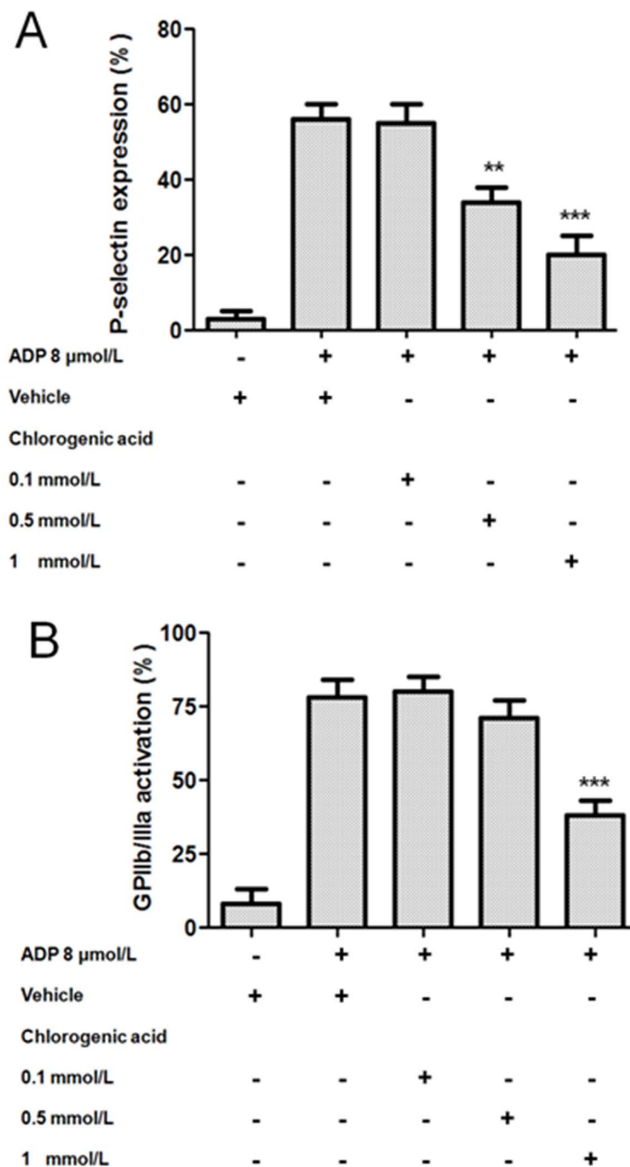 A
P-selectin expression (%)
80
60
40
20
0
**
***
ADP 8 µmol/L - + + + +
Vehicle + + - - -
Chlorogenic acid
0.1 mmol/L - - + - -
0.5 mmol/L - - - + -
1 mmol/L - - - - +
B
GPIIb/IIIa activation (%)
100
75
50
25
0
***
ADP 8 µmol/L - + + + +
Vehicle + + - - -
Chlorogenic acid
0.1 mmol/L - - + - -
0.5 mmol/L - - - + -
1 mmol/L - - - - +